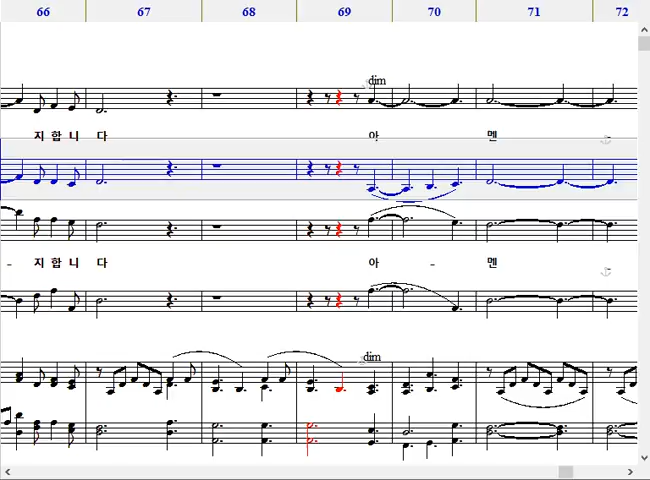 66 67 68 69 70 71 72
dim
지 합 니 다 아 멘
- 지 합 니 다 아 - 멘
dim